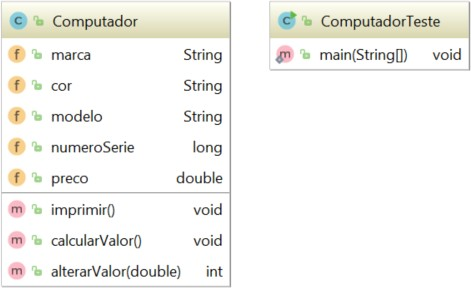 Computador
marca String
cor String
modelo String
numeroSerie long
preco double
imprimir() void
calcularValor() void
alterarValor(double) int
ComputadorTeste
main(String[]) void